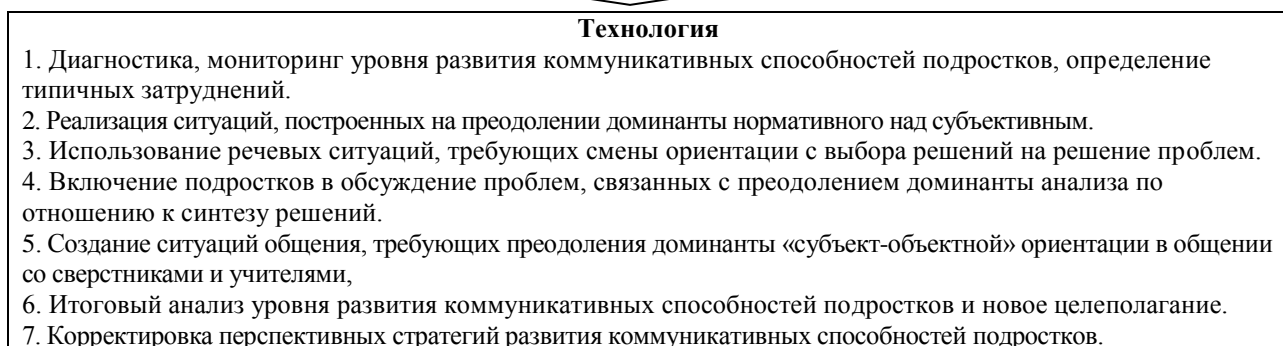 Технология
1. Диагностика, мониторинг уровня развития коммуникативных способностей подростков, определение
типичных затруднений.
2. Реализация ситуаций, построенных на преодолении доминанты нормативного над субъективным.
3. Использование речевых ситуаций, требующих смены ориентации с выбора решений на решение проблем.
4. Включение подростков в обсуждение проблем, связанных с преодолением доминанты анализа по
отношению к синтезу решений.
5. Создание ситуаций общения, требующих преодоления доминанты «субъект-объектной» ориентации в общении
со сверстниками и учителями,
6. Итоговый анализ уровня развития коммуникативных способностей подростков и новое целеполагание.
7. Корректировка перспективных стратегий развития коммуникативных способностей подростков.